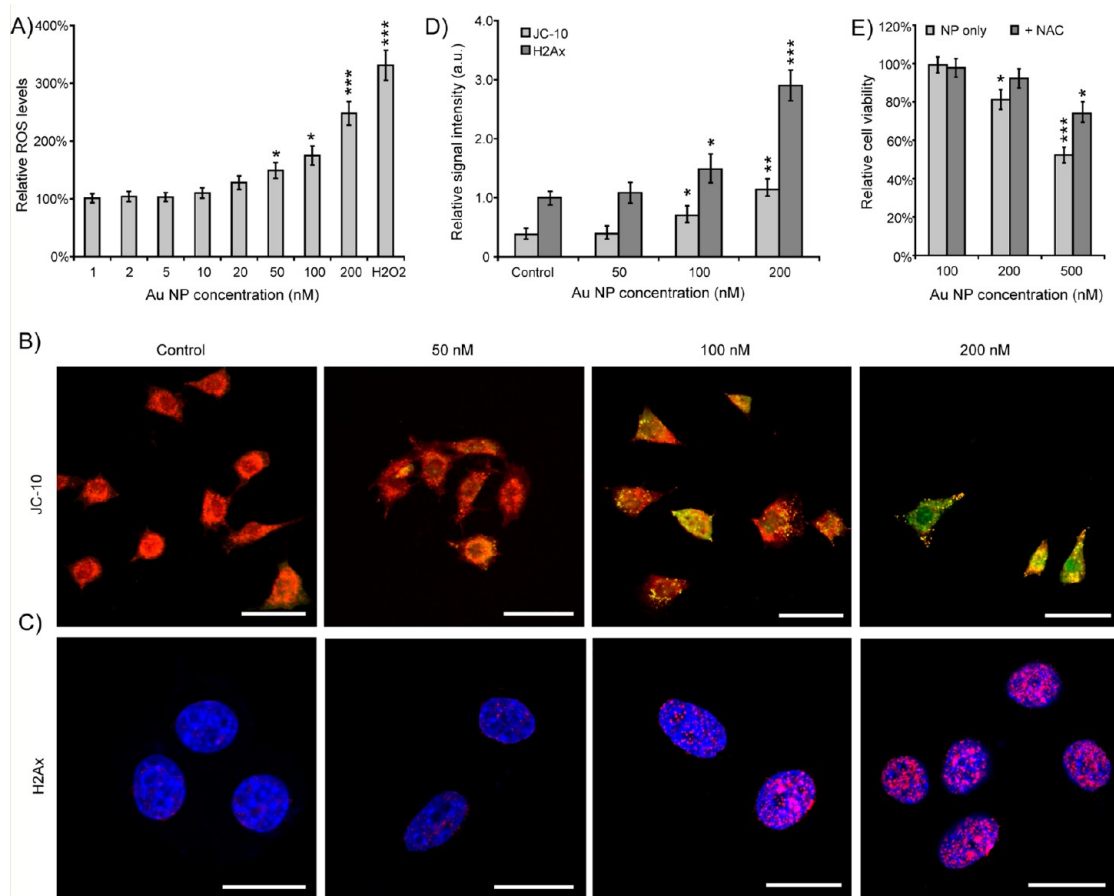 A)
Relative ROS levels
400%
300%
200%
100%
0%
*
*
***
***
1 2 5 10 20 50 100 200 H2O2
Au NP concentration (nM)
D)
Relative signal intensity (a.u.)
JC-10
H2Ax
4.0
3.0
2.0
1.0
0
*
*
**
***
Control 50 100 200
Au NP concentration (nM)
E)
NP only + NAC
Relative cell viability
120%
100%
80%
60%
40%
20%
0%
*
***
*
100 200 500
Au NP concentration (nM)
B)
Control 50 nM 100 nM 200 nM
JC-10
C)
H2Ax